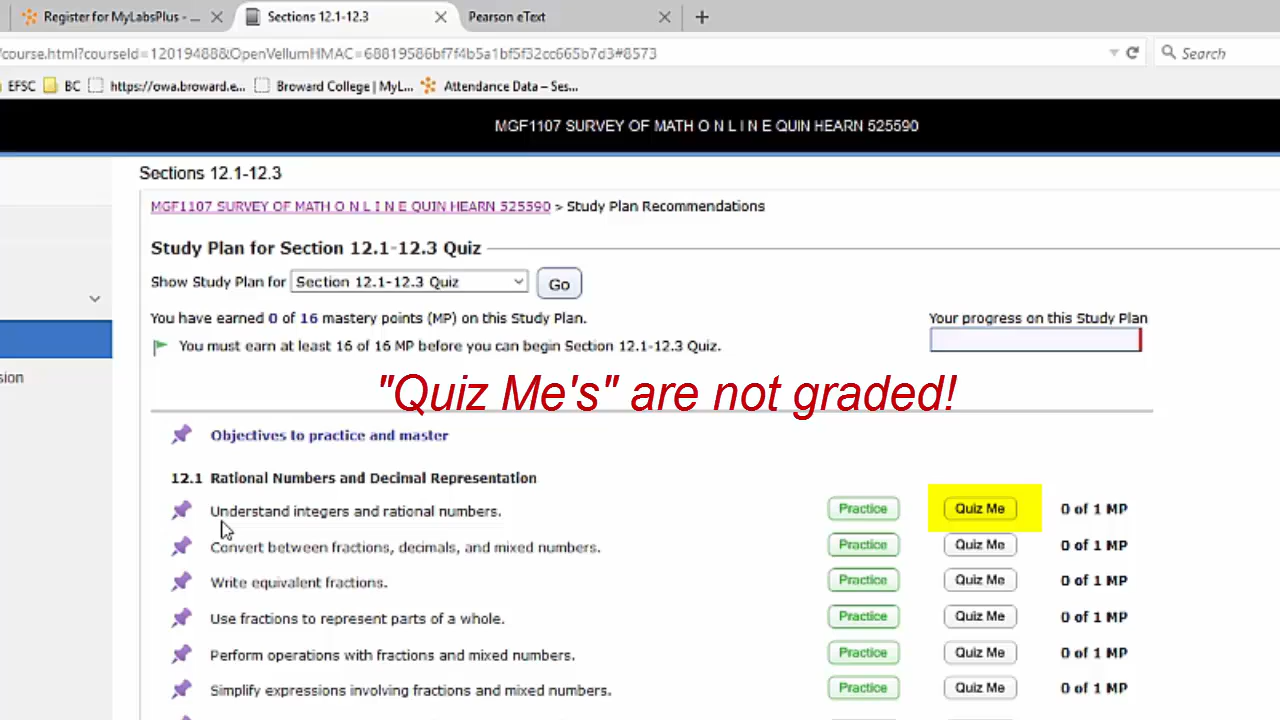 Register for MyLabsPlus - ...
Sections 12.1-12.3
Pearson eText
/course.html?courseId=12019488&OpenVellumHMAC=68819586bf7f4b5a1bf5f32cc665b7d3#8573
Search
EFSC BC https://owa.broward.e... Broward College | MyL... Attendance Data – Ses...
MGF1107 SURVEY OF MATH O N L I N E QUIN HEARN 525590
Sections 12.1-12.3
MGF1107 SURVEY OF MATH O N L I N E QUIN HEARN 525590 > Study Plan Recommendations
Study Plan for Section 12.1-12.3 Quiz
Show Study Plan for Section 12.1-12.3 Quiz Go
You have earned 0 of 16 mastery points (MP) on this Study Plan.
Your progress on this Study Plan
You must earn at least 16 of 16 MP before you can begin Section 12.1-12.3 Quiz.
"Quiz Me's" are not graded!
Objectives to practice and master
12.1 Rational Numbers and Decimal Representation
Understand integers and rational numbers. Practice Quiz Me 0 of 1 MP
Convert between fractions, decimals, and mixed numbers. Practice Quiz Me 0 of 1 MP
Write equivalent fractions. Practice Quiz Me 0 of 1 MP
Use fractions to represent parts of a whole. Practice Quiz Me 0 of 1 MP
Perform operations with fractions and mixed numbers. Practice Quiz Me 0 of 1 MP
Simplify expressions involving fractions and mixed numbers. Practice Quiz Me 0 of 1 MP
sion